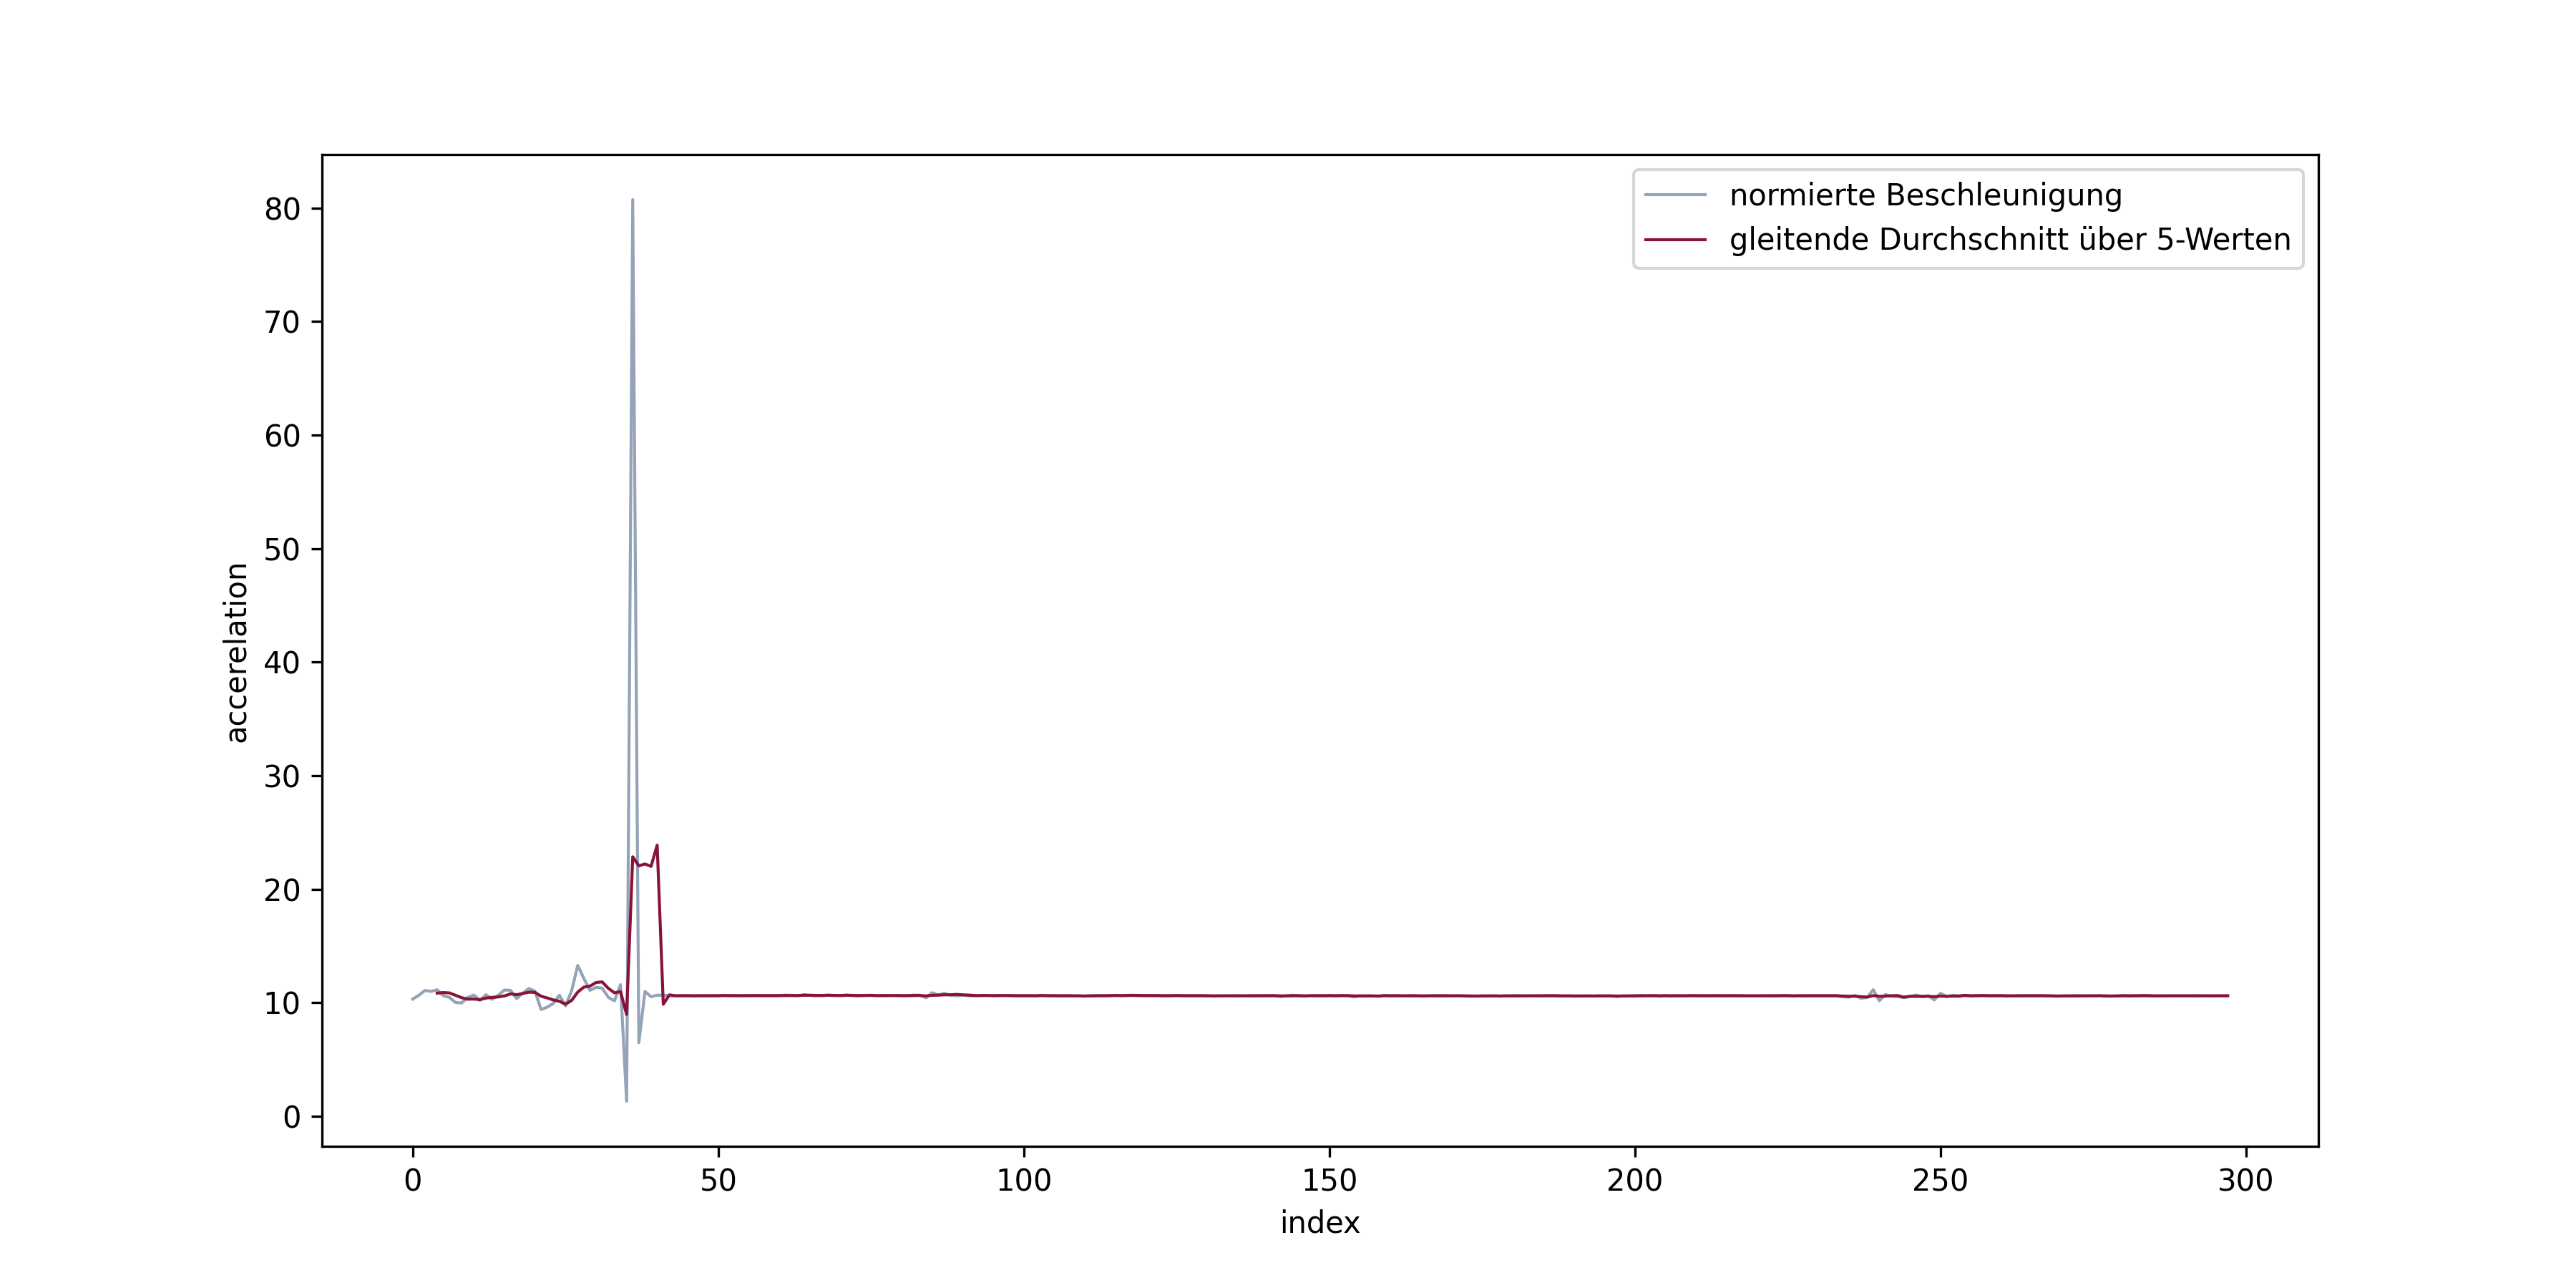 normierte Beschleunigung
gleitende Durchschnitt über 5-Werten
80
70
60
50
40
30
20
10
0
accerelation
0 50 100 150 200 250 300
index